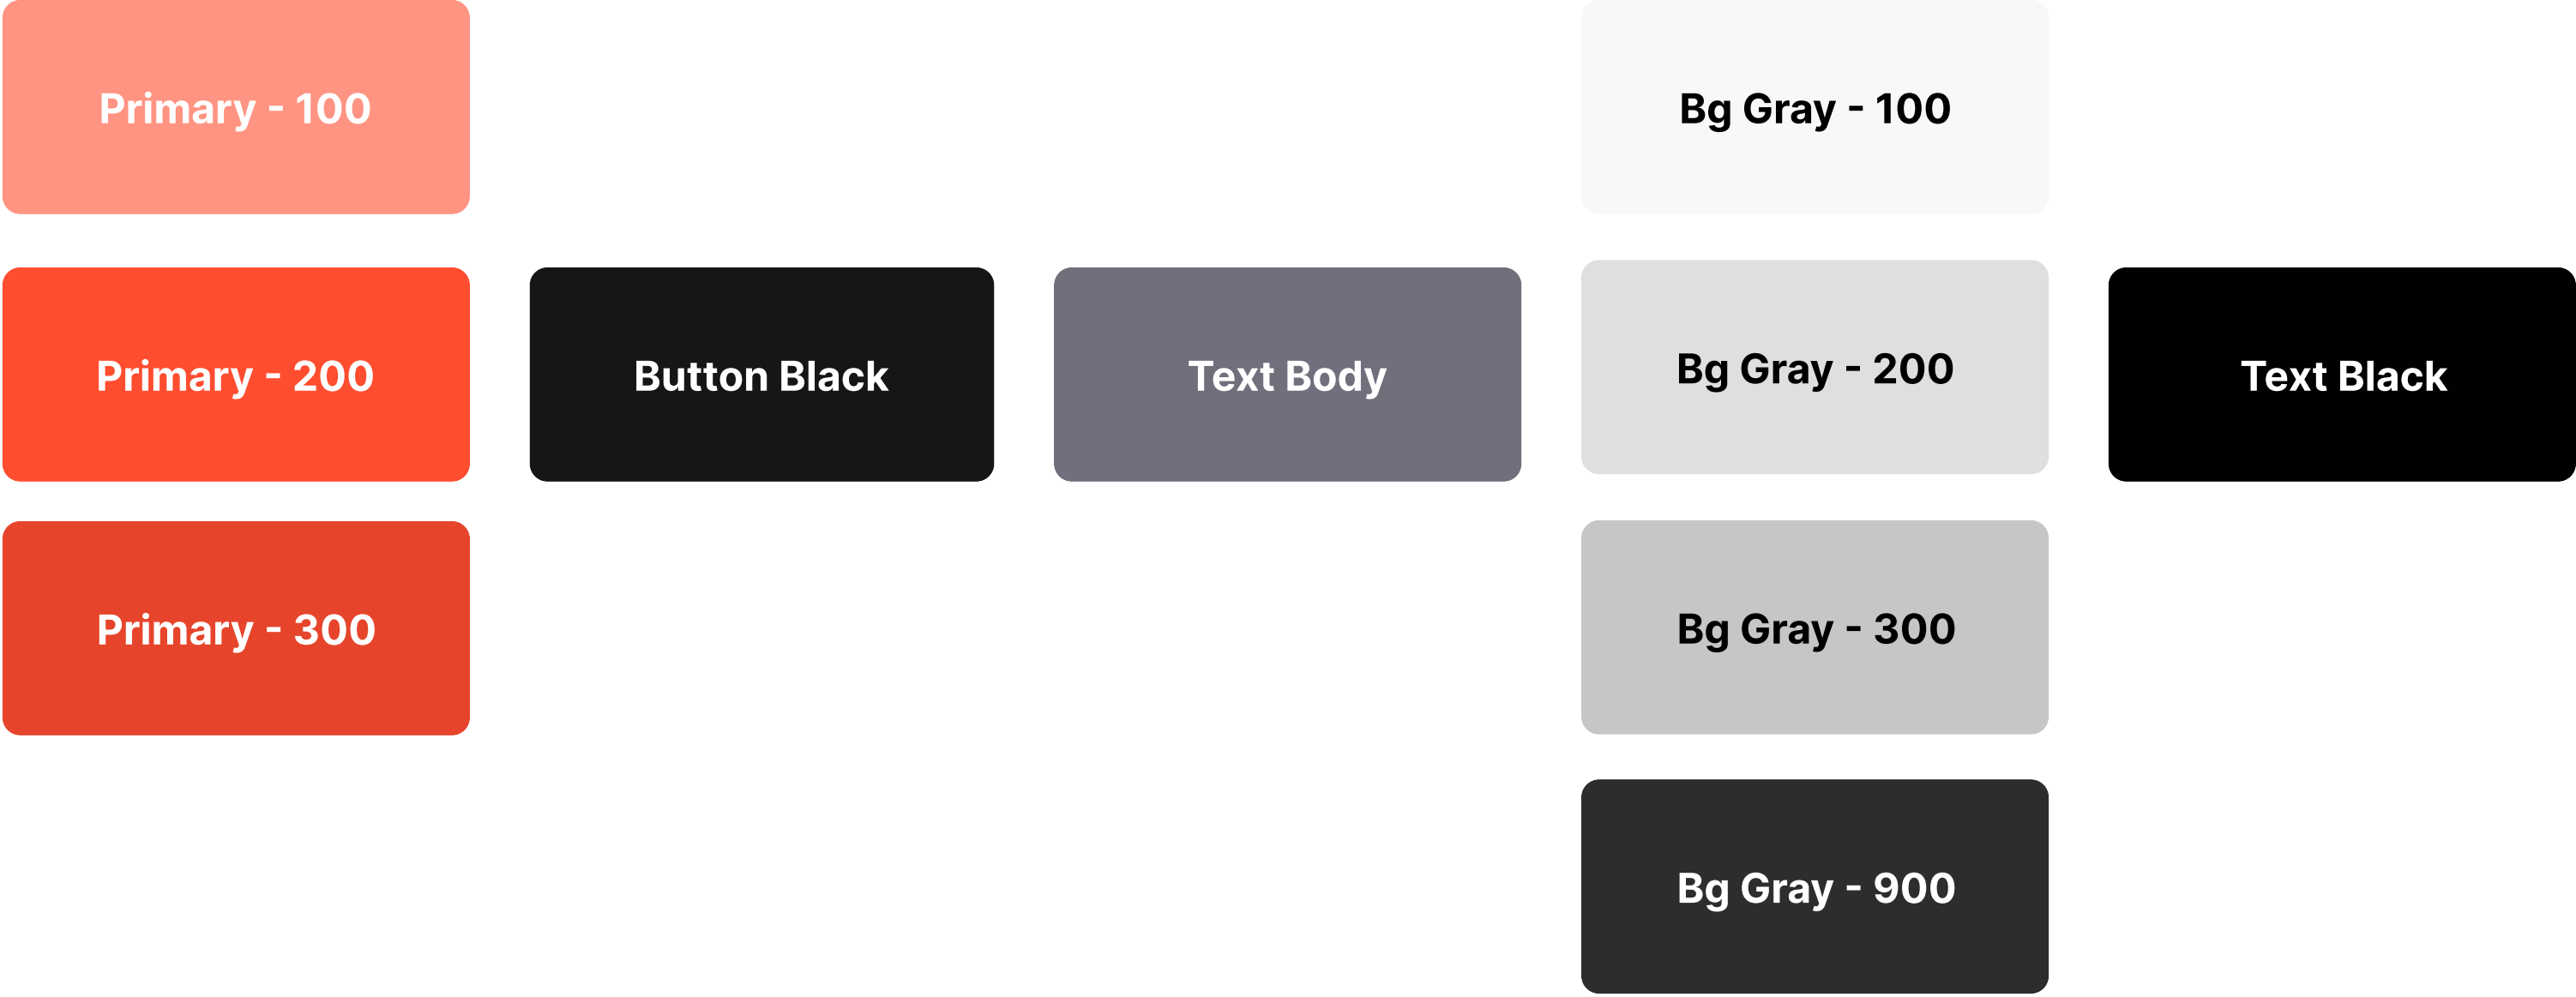 Primary - 100
Bg Gray - 100
Primary - 200
Button Black
Text Body
Bg Gray - 200
Text Black
Primary - 300
Bg Gray - 300
Bg Gray - 900